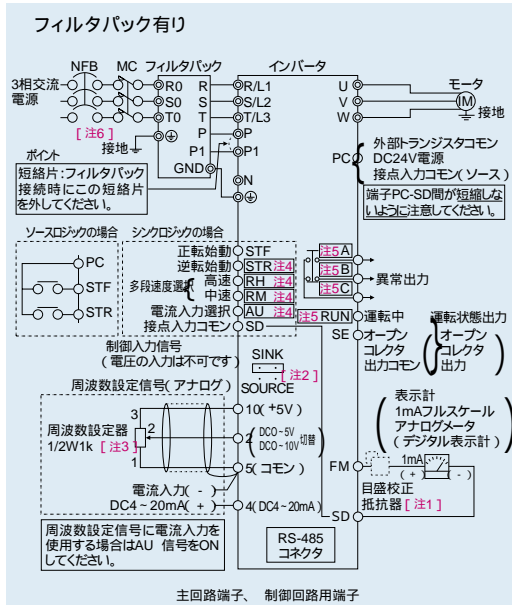 フィルタパック有り
NFB MC フィルタパック インバータ
3相交流
電源
R0 R R/L1
S0 S S/L2
T0 T T/L3
P P
P1 P1
GND
N
[注6]
接地
U
V
W
モータ
IM
接地
ポイント
短絡片:フィルタパック
接続時にこの短絡片
を外してください。
PC
外部トランジスタコモン
DC24V電源
接点入力コモン(ソース)
端子PC-SD間が短縮しな
いように注意してください。
ソースロジックの場合
PC
STF
STR
シンクロジックの場合
正転始動 STF
逆転始動 STR 注4
多段速度選択 { 高速 RH 注4
中速 RM 注4
電流入力選択 AU 注4
接点入力コモン SD
注5 A
注5 B
注5 C
異常出力
注5 RUN 運転中 運転状態出力
SE オープン
コレクタ
出力コモン
オープン
コレクタ
出力
制御入力信号
(電圧の入力は不可です)
SINK
[注2]
SOURCE
周波数設定信号(アナログ)
周波数設定器
1/2W1k [注3]
3
2
1
10(+5V)
2
DC0~5V
DC0~10V
切替
5(コモン)
電流入力(-)
DC4~20mA(+)
4(DC4~20mA)
周波数設定信号に電流入力を
使用する場合はAU 信号をON
してください。
表示計
1mAフルスケール
アナログメータ
(デジタル表示計)
FM
1mA
(+)(-)
目盛校正
抵抗器[注1]
SD
RS-485
コネクタ
主回路端子、 制御回路用端子